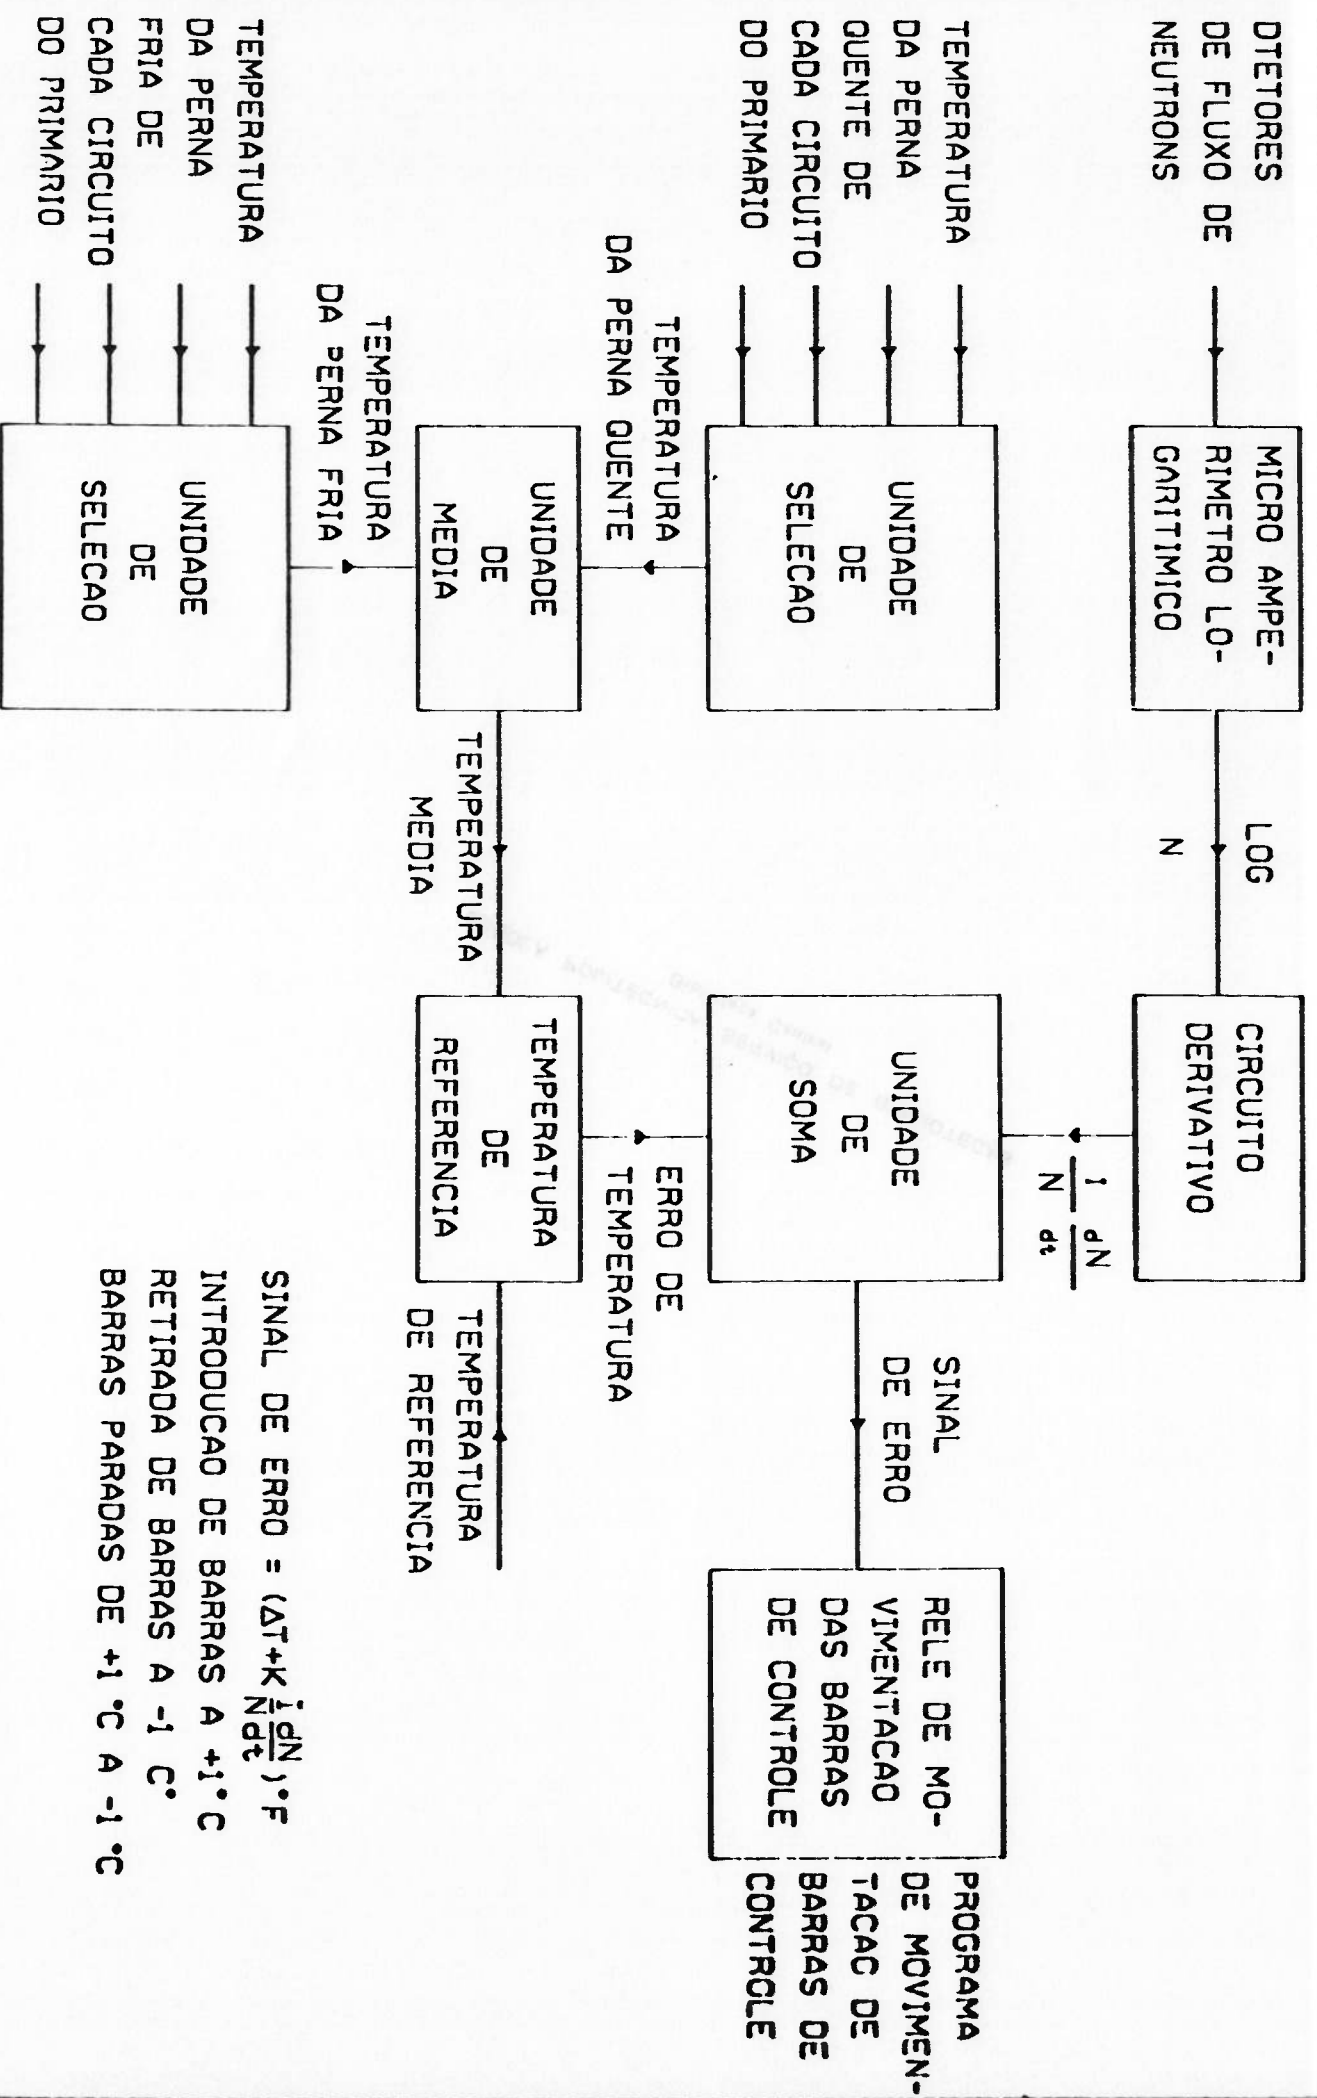 DTETORES
DE FLUXO DE
NEUTRONS
MICRO AMPE-
RIMETRO LO-
GARITIMICO
LOG
N
CIRCUITO
DERIVATIVO
1 dN
N dt
TEMPERATURA
DA PERNA
QUENTE DE
CADA CIRCUITO
DO PRIMARIO
UNIDADE
DE
SELECAO
UNIDADE
DE
SOMA
SINAL
DE ERRO
RELE DE MO-
VIMENTACAO
DAS BARRAS
DE CONTROLE
PROGRAMA
DE MOVIMEN-
TACAC DE
BARRAS DE
CONTROLE
TEMPERATURA
DA PERNA QUENTE
ERRO DE
TEMPERATURA
UNIDADE
DE
MEDIA
TEMPERATURA
MEDIA
TEMPERATURA
DE
REFERENCIA
TEMPERATURA
DE REFERENCIA
TEMPERATURA
DA PERNA FRIA
TEMPERATURA
DA PERNA
FRIA DE
CADA CIRCUITO
DO PRIMARIO
UNIDADE
DE
SELECAO
SINAL DE ERRO = (ΔT+K 1/N dN/dt )°F
INTRODUCAO DE BARRAS A +1°C
RETIRADA DE BARRAS A -1 C°
BARRAS PARADAS DE +1 °C A -1 °C